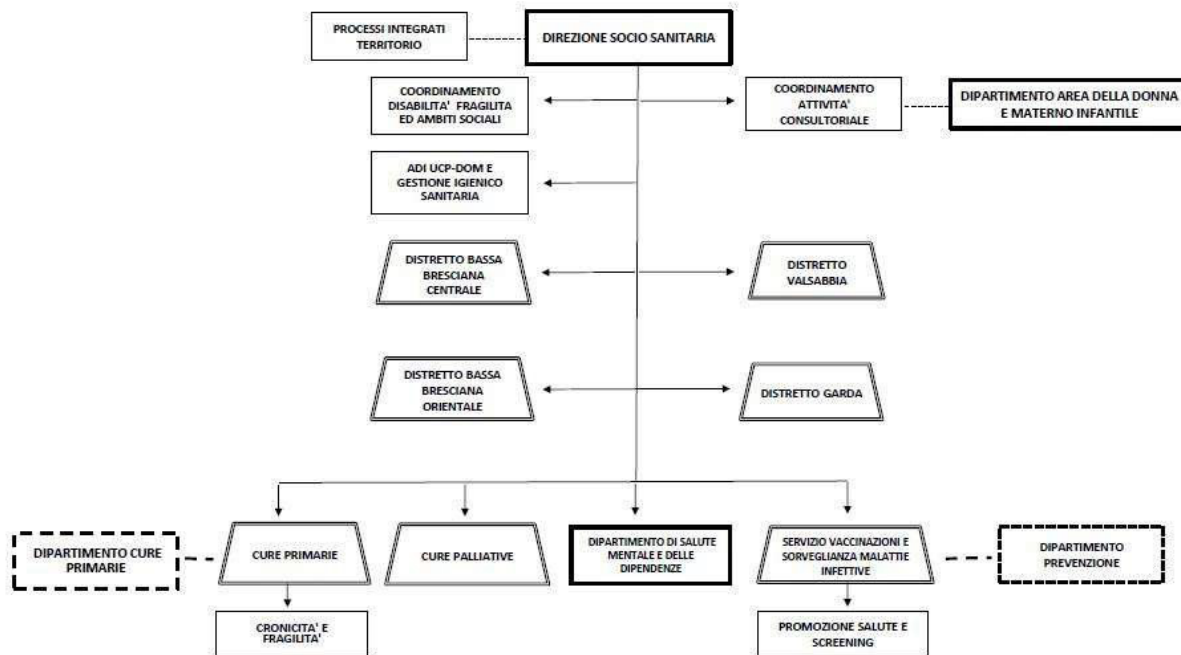 PROCESSI INTEGRATI
TERRITORIO
DIREZIONE SOCIO SANITARIA
COORDINAMENTO
DISABILITA' FRAGILITA
ED AMBITI SOCIALI
COORDINAMENTO
ATTIVITA'
CONSULTORIALE
DIPARTIMENTO AREA DELLA DONNA
E MATERNO INFANTILE
ADI UCP-DOM E
GESTIONE IGIENICO
SANITARIA
DISTRETTO BASSA
BRESCIANA
CENTRALE
DISTRETTO
VALSABBIA
DISTRETTO BASSA
BRESCIANA
ORIENTALE
DISTRETTO GARDA
DIPARTIMENTO CURE
PRIMARIE
CURE PRIMARIE
CURE PALLIATIVE
DIPARTIMENTO DI SALUTE
MENTALE E DELLE
DIPENDENZE
SERVIZIO VACCINAZIONI E
SORVEGLIANZA MALATTIE
INFETTIVE
DIPARTIMENTO
PREVENZIONE
CRONICITA' E
FRAGILITA'
PROMOZIONE SALUTE E
SCREENING